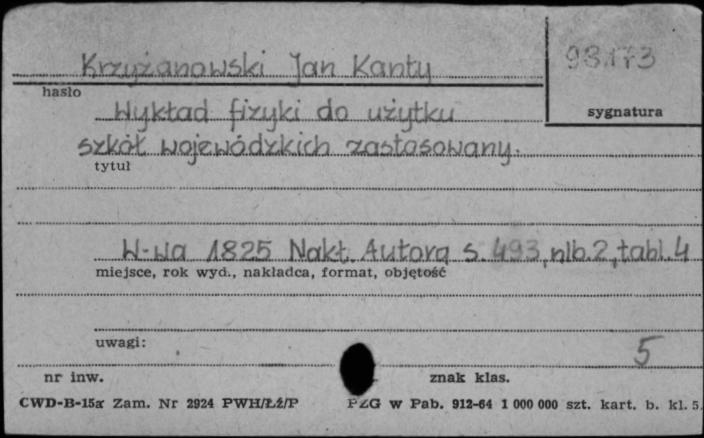 Krzyżanowski Jan Kanty
93.173
hasło
sygnatura
Wykład fizyki do użytku
szkół wojewódzkich zastosowany.
tytuł
W-wa 1825 Nakł. Autora s. 493, nlb. 2, tabl. 4
miejsce, rok wyd., nakładca, format, objętość
uwagi:
5
nr inw.
znak klas.
CWD-B-15a Zam. Nr 2924 PWH/Łź/P
PZG w Pab. 912-64 1 000 000 szt. kart. b. kl. 5.